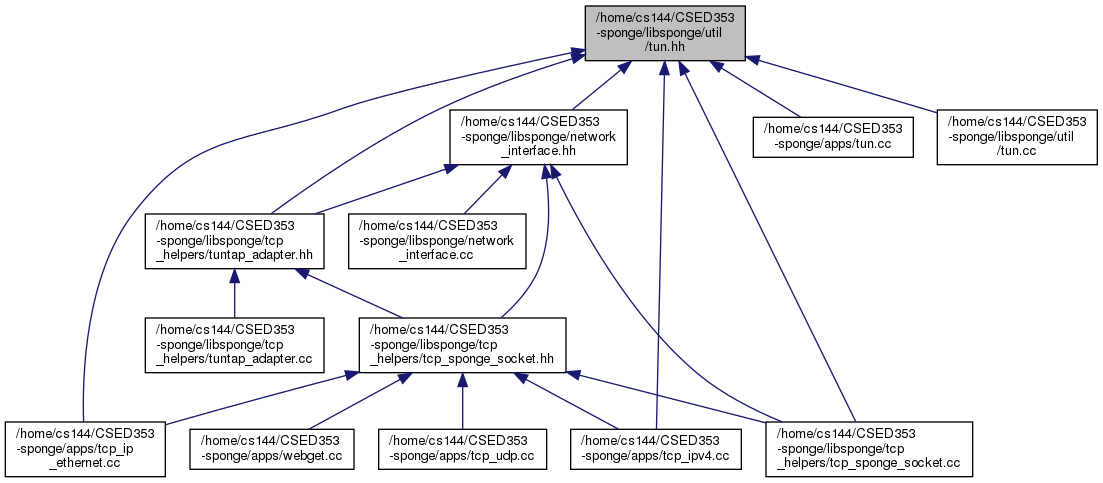 /home/cs144/CSED353
-sponge/libsponge/util
/tun.hh
/home/cs144/CSED353
-sponge/libsponge/network
_interface.hh
/home/cs144/CSED353
-sponge/apps/tun.cc
/home/cs144/CSED353
-sponge/libsponge/util
/tun.cc
/home/cs144/CSED353
-sponge/libsponge/tcp
_helpers/tuntap_adapter.hh
/home/cs144/CSED353
-sponge/libsponge/network
_interface.cc
/home/cs144/CSED353
-sponge/libsponge/tcp
_helpers/tuntap_adapter.cc
/home/cs144/CSED353
-sponge/libsponge/tcp
_helpers/tcp_sponge_socket.hh
/home/cs144/CSED353
-sponge/apps/tcp_ip
_ethernet.cc
/home/cs144/CSED353
-sponge/apps/webget.cc
/home/cs144/CSED353
-sponge/apps/tcp_udp.cc
/home/cs144/CSED353
-sponge/apps/tcp_ipv4.cc
/home/cs144/CSED353
-sponge/libsponge/tcp
_helpers/tcp_sponge_socket.cc